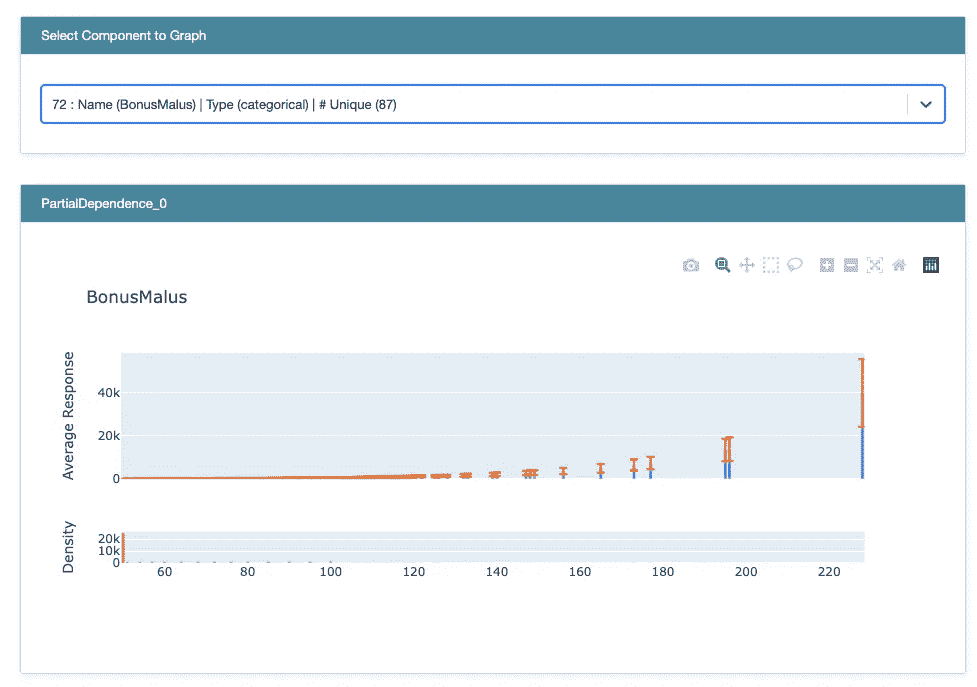 Select Component to Graph
72 : Name (BonusMalus) | Type (categorical) | # Unique (87)
PartialDependence_0
BonusMalus
Average Response
40k
20k
0
Density
20k
10k
0
60 80 100 120 140 160 180 200 220